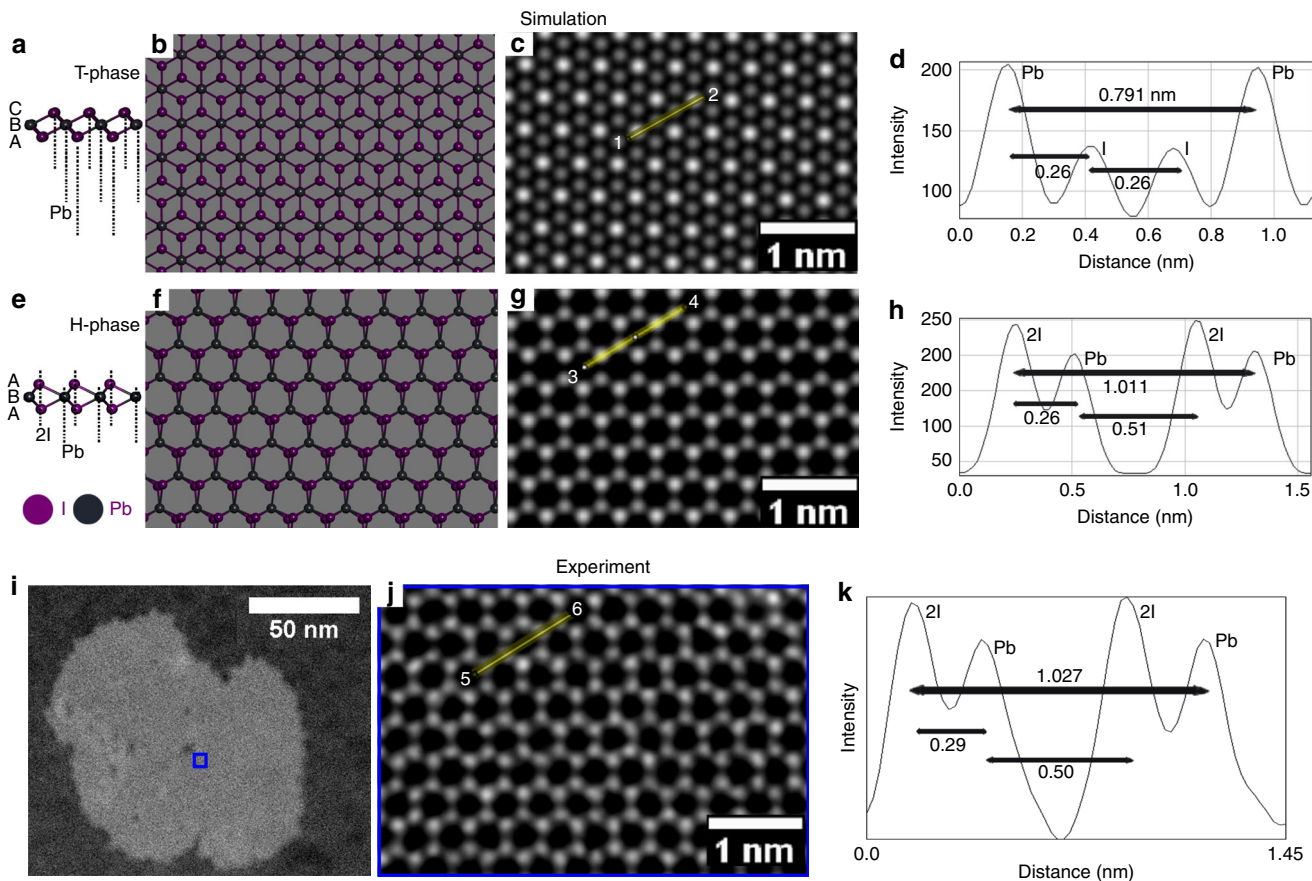 Simulation
a
T-phase
C
B
A
Pb
b
c
1
2
1 nm
d
200
150
100
Intensity
Pb
Pb
0.791 nm
I
I
0.26
0.26
0.0 0.2 0.4 0.6 0.8 1.0
Distance (nm)
e
H-phase
A
B
A
2I
Pb
I Pb
f
g
3
4
1 nm
h
250
200
200
100
50
Intensity
2I
Pb
2I
Pb
1.011
0.26
0.51
0.0 0.5 1.0 1.5
Distance (nm)
Experiment
i
50 nm
j
5
6
1 nm
k
Intensity
2I
Pb
2I
Pb
1.027
0.29
0.50
0.0 1.45
Distance (nm)